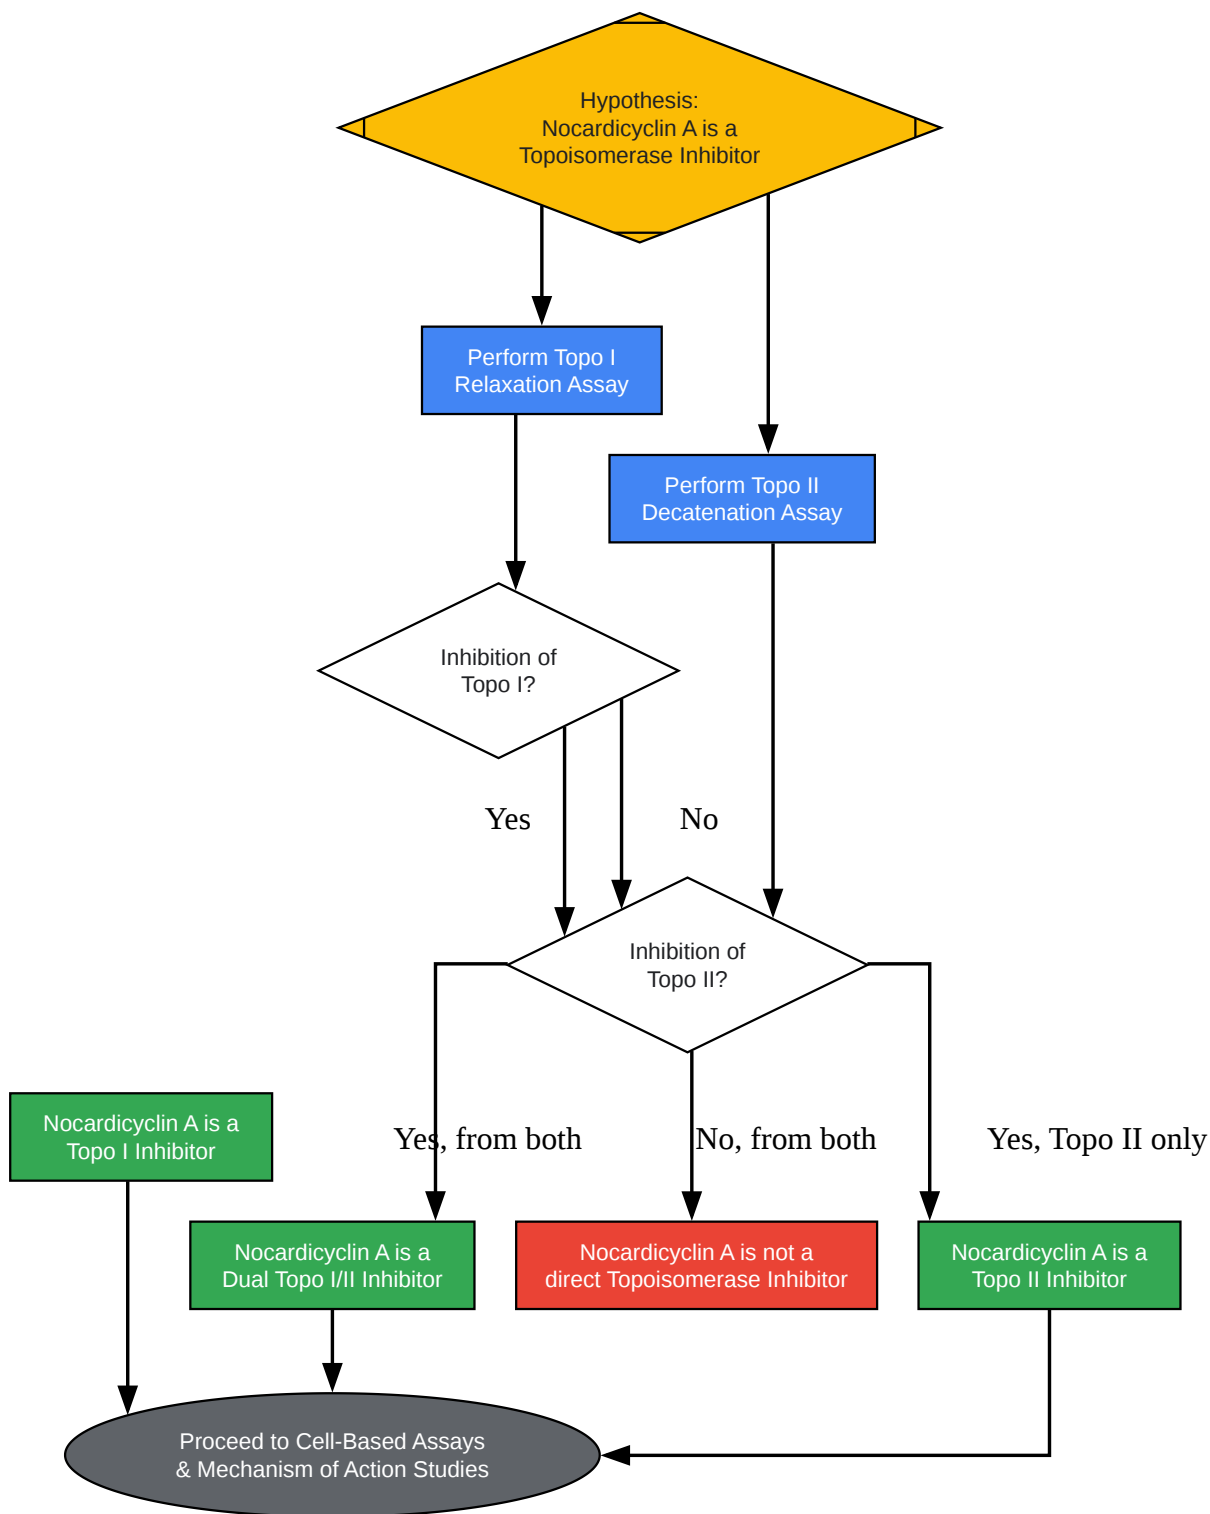 Hypothesis:
Nocardicyclin A is a
Topoisomerase Inhibitor
Perform Topo I
Relaxation Assay
Perform Topo II
Decatenation Assay
Inhibition of
Topo I?
Yes
No
Inhibition of
Topo II?
Yes, from both
No, from both
Yes, Topo II only
Nocardicyclin A is a
Topo I Inhibitor
Nocardicyclin A is a
Dual Topo I/II Inhibitor
Nocardicyclin A is not a
direct Topoisomerase Inhibitor
Nocardicyclin A is a
Topo II Inhibitor
Proceed to Cell-Based Assays
& Mechanism of Action Studies